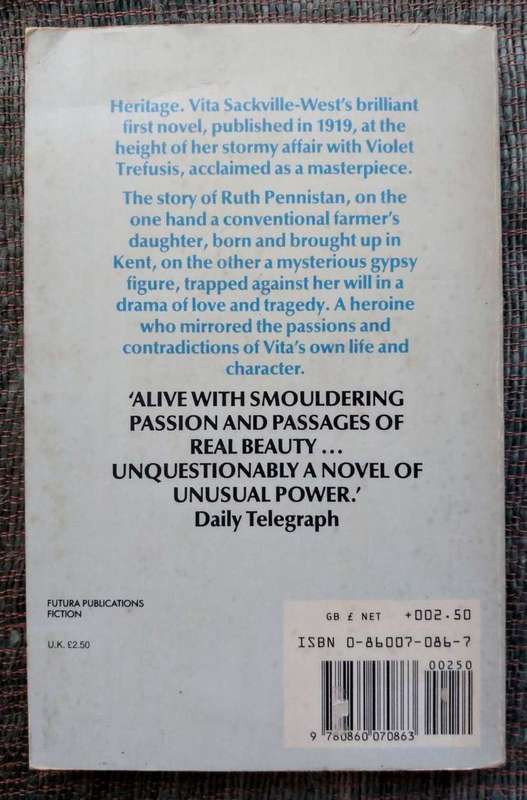 Heritage. Vita Sackville-West's brilliant
first novel, published in 1919, at the
height of her stormy affair with Violet
Trefusis, acclaimed as a masterpiece.
The story of Ruth Pennistan, on the
one hand a conventional farmer's
daughter, born and brought up in
Kent, on the other a mysterious gypsy
figure, trapped against her will in a
drama of love and tragedy. A heroine
who mirrored the passions and
contradictions of Vita's own life and
character.
'ALIVE WITH SMOULDERING
PASSION AND PASSAGES OF
REAL BEAUTY ...
UNQUESTIONABLY A NOVEL OF
UNUSUAL POWER.'
Daily Telegraph
FUTURA PUBLICATIONS
FICTION
U.K. £2.50
GB £ NET +002.50
ISBN 0-86007-086-7
00250
9 780860 070863